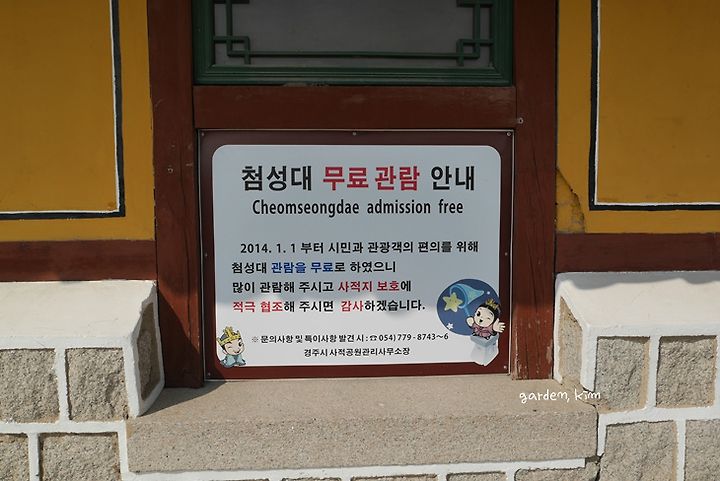 첨성대 무료 관람 안내
Cheomseongdae admission free
2014. 1. 1 부터 시민과 관광객의 편의를 위해
첨성대 관람을 무료로 하였으니
많이 관람해 주시고 사적지 보호에
적극 협조해 주시면 감사하겠습니다.
※ 문의사항 및 특이사항 발견 시 : ☎ 054) 779 - 8743~6
경주시 사적공원관리사무소장
garden, kim